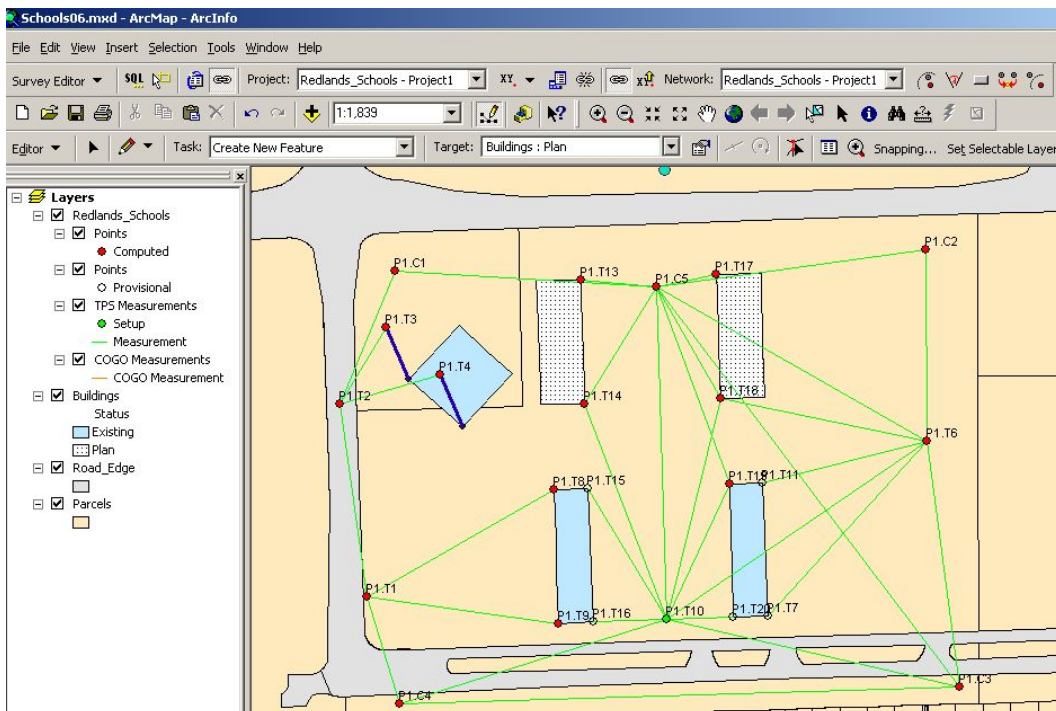 Schools06.mxd - ArcMap - ArcInfo
File Edit View Insert Selection Tools Window Help
Survey Editor SQL Project: Redlands_Schools - Project1 XY Network: Redlands_Schools - Project1
1:1,839
Editor Task: Create New Feature Target: Buildings : Plan Snapping... Set Selectable Layer
Layers
Redlands_Schools
Points
Computed
Points
Provisional
TPS Measurements
Setup
Measurement
COGO Measurements
COGO Measurement
Buildings
Status
Existing
Plan
Road_Edge
Parcels
P1.C2
P1.C1
P1.T13
P1.C5
P1.T17
P1.T3
P1.T4
P1.T2
P1.T14
P1.T18
P1.T6
P1.T8
P1.T15
P1.T19
P1.T11
P1.T1
P1.T9
P1.T16
P1.T10
P1.T20
P1.T7
P1.C4
P1.C3